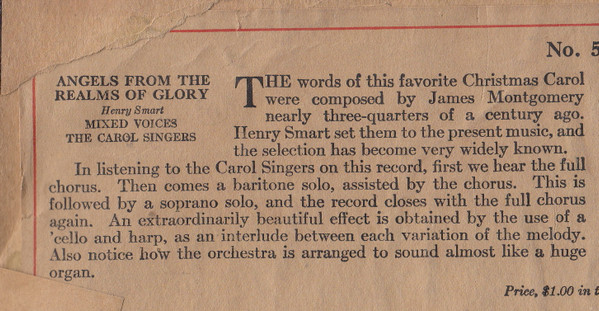 No. 5
ANGELS FROM THE
REALMS OF GLORY
Henry Smart
MIXED VOICES
THE CAROL SINGERS
THE words of this favorite Christmas Carol
were composed by James Montgomery
nearly three-quarters of a century ago.
Henry Smart set them to the present music, and
the selection has become very widely known.
In listening to the Carol Singers on this record, first we hear the full
chorus. Then comes a baritone solo, assisted by the chorus. This is
followed by a soprano solo, and the record closes with the full chorus
again. An extraordinarily beautiful effect is obtained by the use of a
'cello and harp, as an interlude between each variation of the melody.
Also notice how the orchestra is arranged to sound almost like a huge
organ.
Price, $1.00 in t